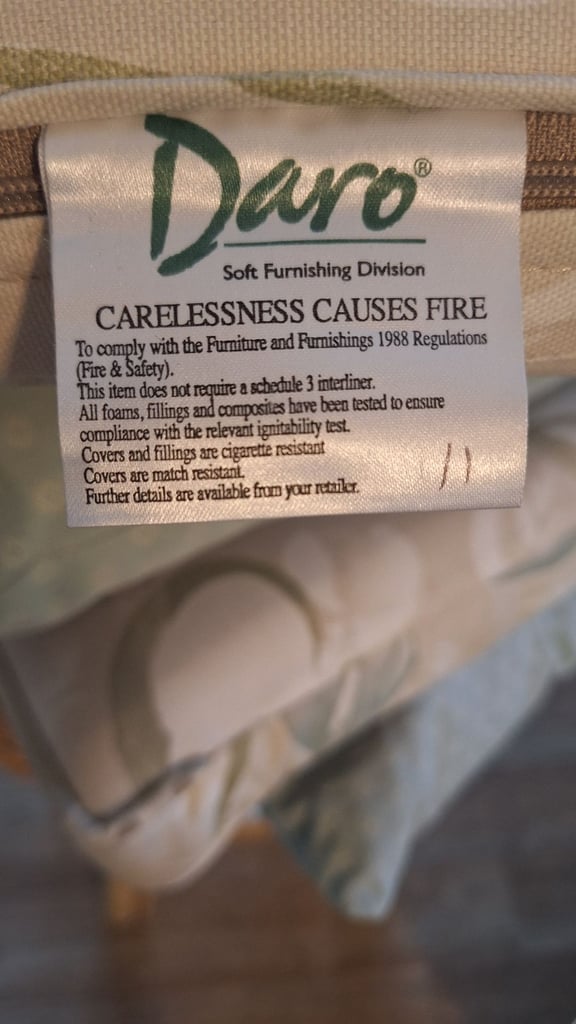 Daro®
Soft Furnishing Division
CARELESSNESS CAUSES FIRE
To comply with the Furniture and Furnishings 1988 Regulations
(Fire & Safety).
This item does not require a schedule 3 interliner.
All foams, fillings and composites have been tested to ensure
compliance with the relevant ignitability test.
Covers and fillings are cigarette resistant
Covers are match resistant.
Further details are available from your retailer.
11